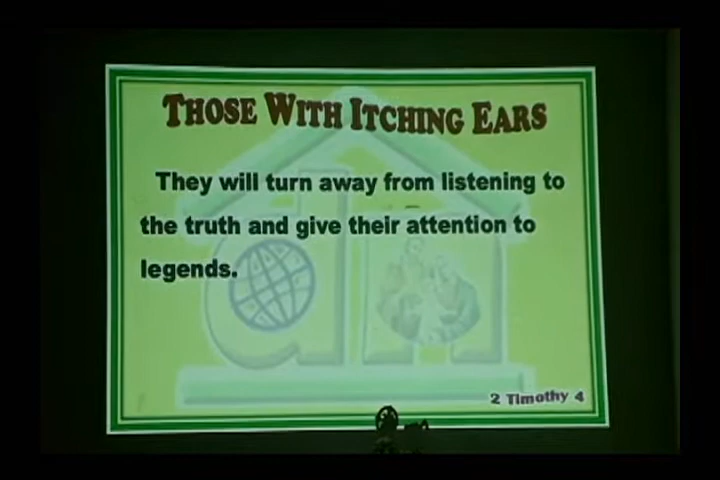 THOSE WITH ITCHING EARS
They will turn away from listening to
the truth and give their attention to
legends.
dh
2 Timothy 4